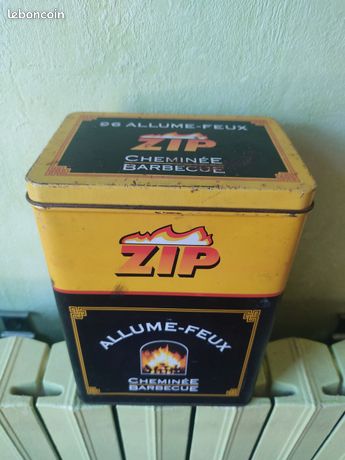 leboncoin
96 ALLUME-FEUX
ZIP
CHEMINÉE
BARBECUE
ZIP
ALLUME-FEUX
CHEMINÉE
BARBECUE